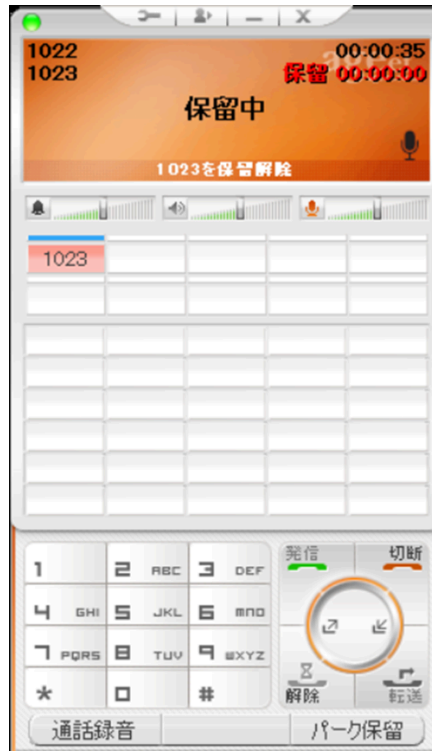 1022 00:00:35
1023 保留 00:00:00
保留中
1023を保留解除
1023
発信 切断
1 2 ABC 3 DEF
4 GHI 5 JKL 6 MNO
7 PQRS 8 TUV 9 WXYZ
* 0 #
解除 転送
通話録音 パーク保留